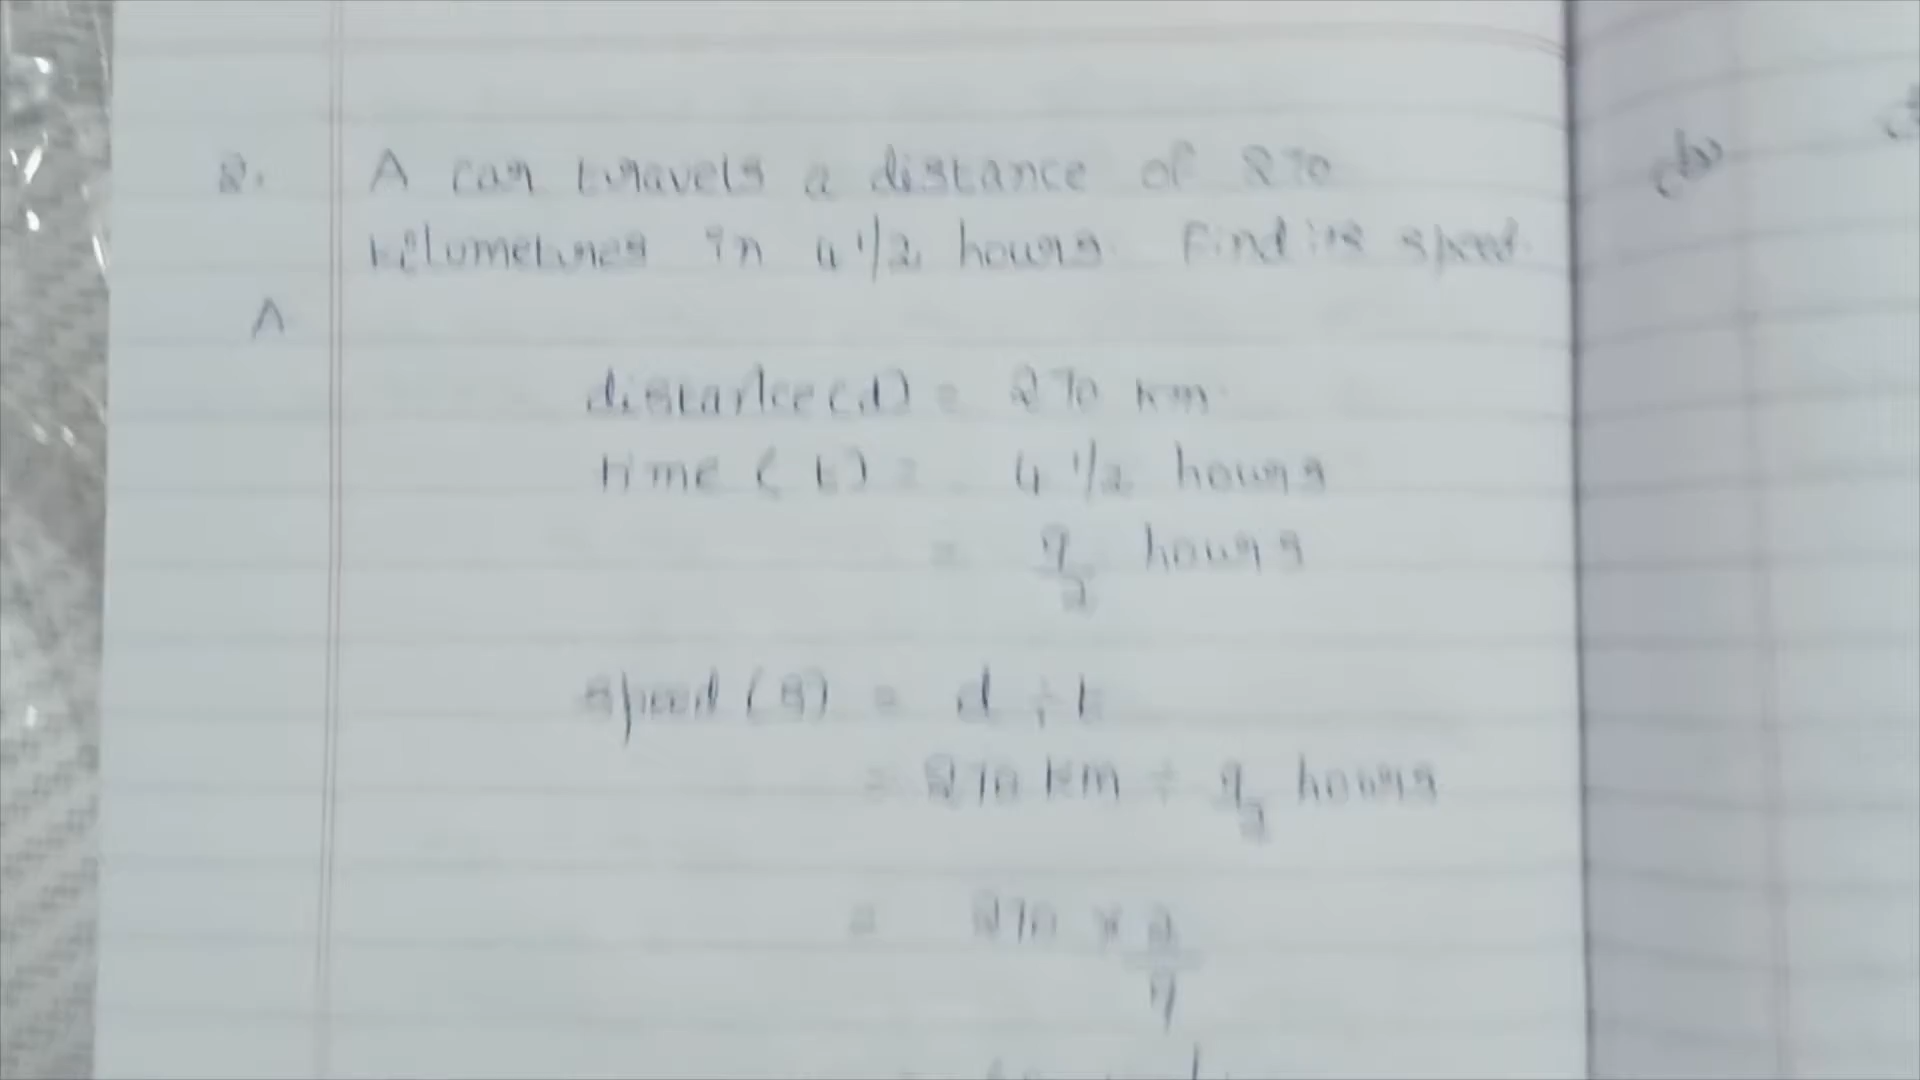 Q. A car travels a distance of 270
kilometres in 4 1/2 hours. Find its speed.
A
distance (d) = 270 km
time (t) = 4 1/2 hours
= 9/2 hours
speed (s) = d ÷ t
= 270 km ÷ 9/2 hours
= 270 × 2/9